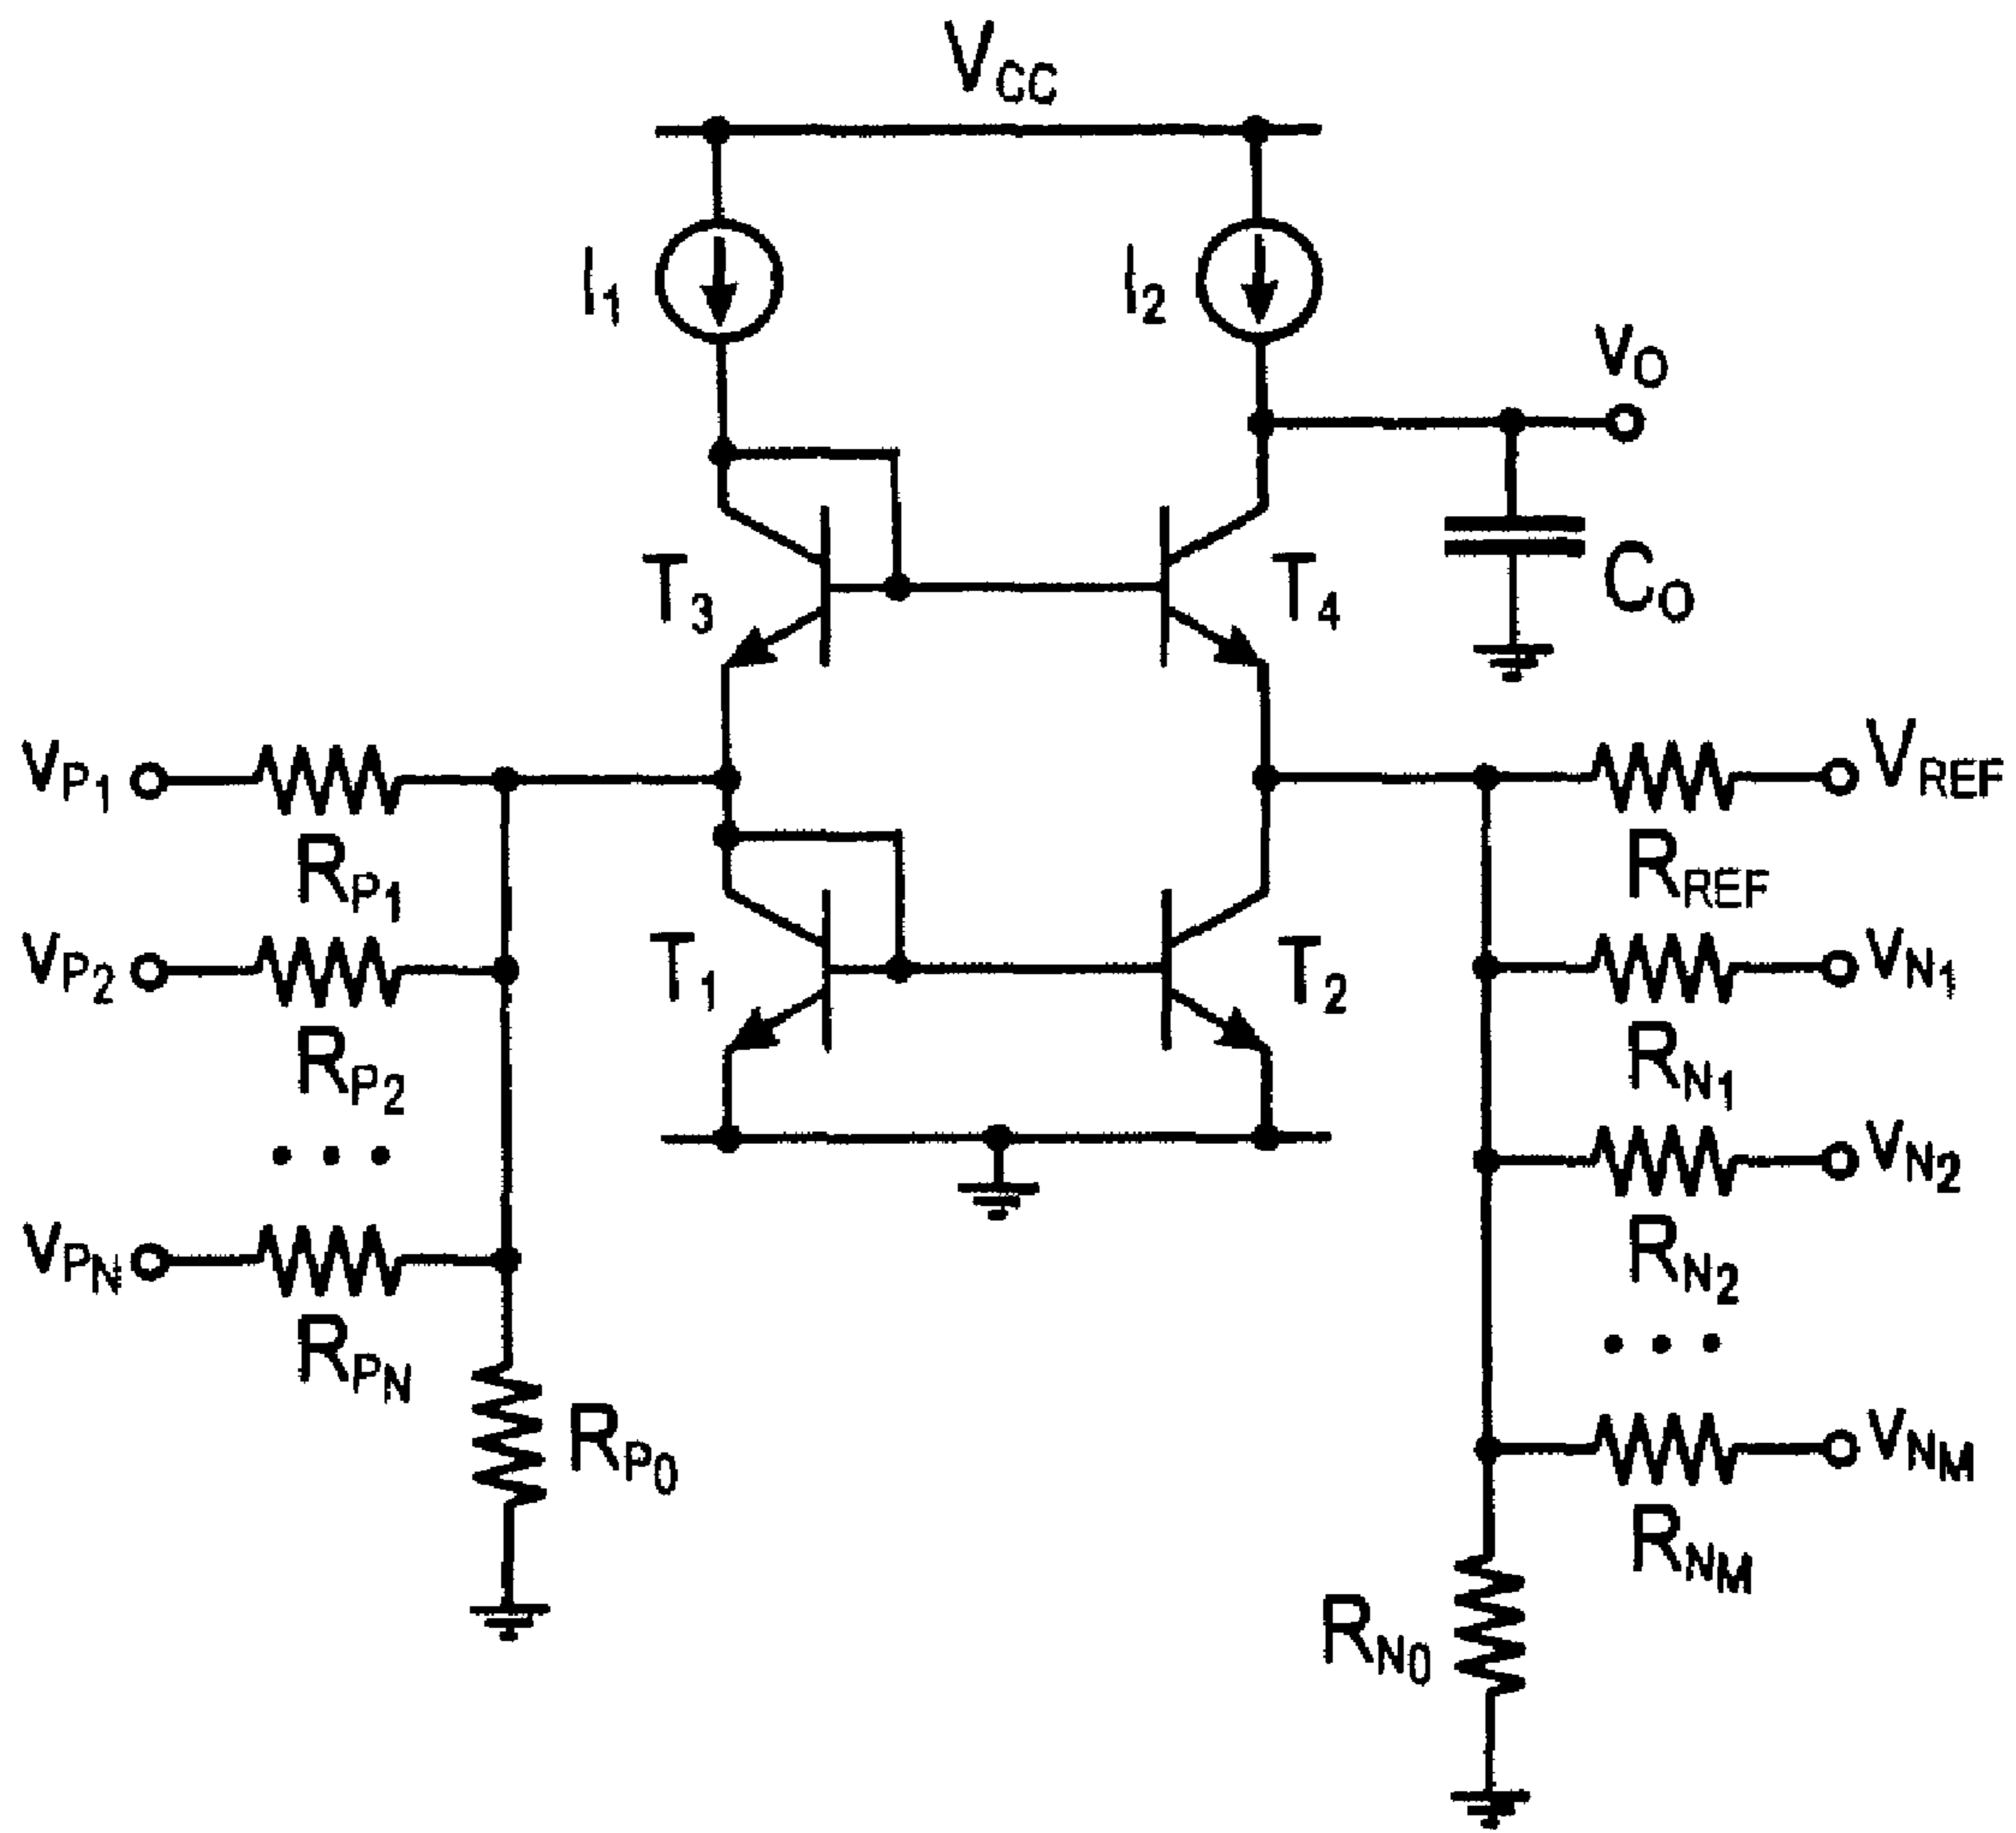 VCC
I1
I2
vO
T3
T4
CO
vP1
VREF
RP1
RREF
vP2
T1
T2
vN1
RP2
RN1
• • •
vN2
vPN
RN2
RPN
• • •
RP0
vNM
RNM
RN0